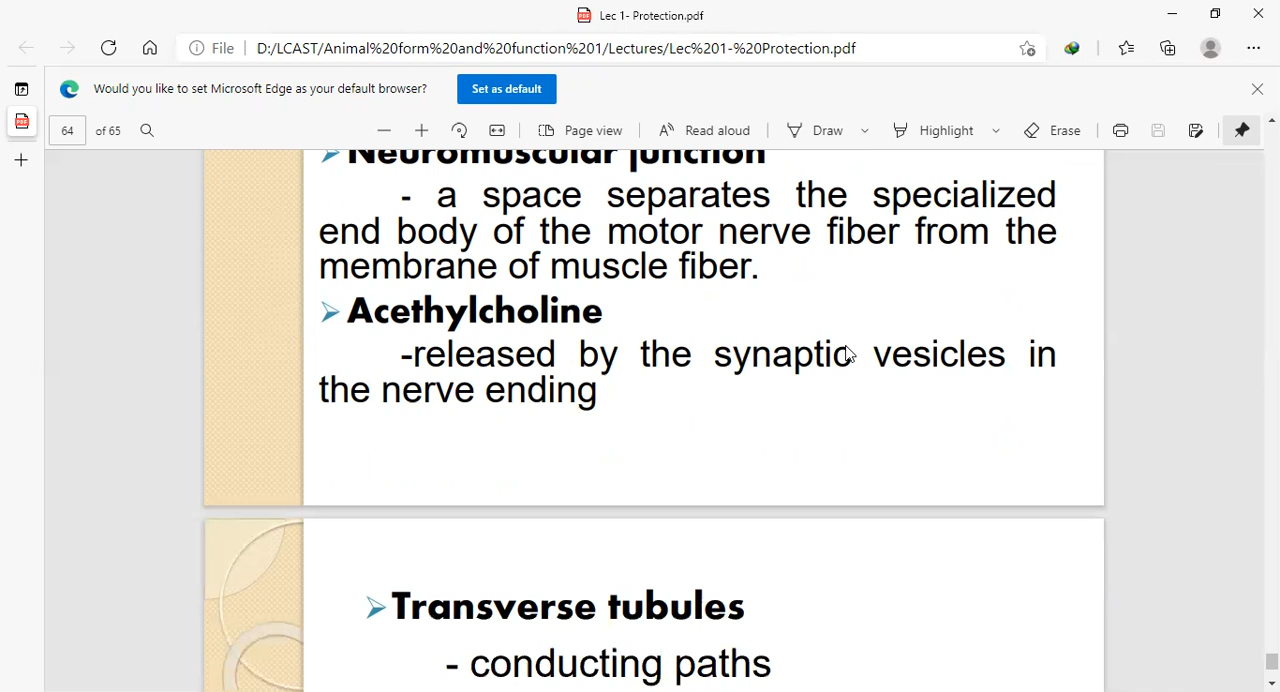 Lec 1- Protection.pdf
File D:/LCAST/Animal%20form%20and%20function%201/Lectures/Lec%201-%20Protection.pdf
Would you like to set Microsoft Edge as your default browser? Set as default
64 of 65 Page view Read aloud Draw Highlight Erase
Neuromuscular junction
- a space separates the specialized
end body of the motor nerve fiber from the
membrane of muscle fiber.
Acethylcholine
-released by the synaptic vesicles in
the nerve ending
Transverse tubules
- conducting paths